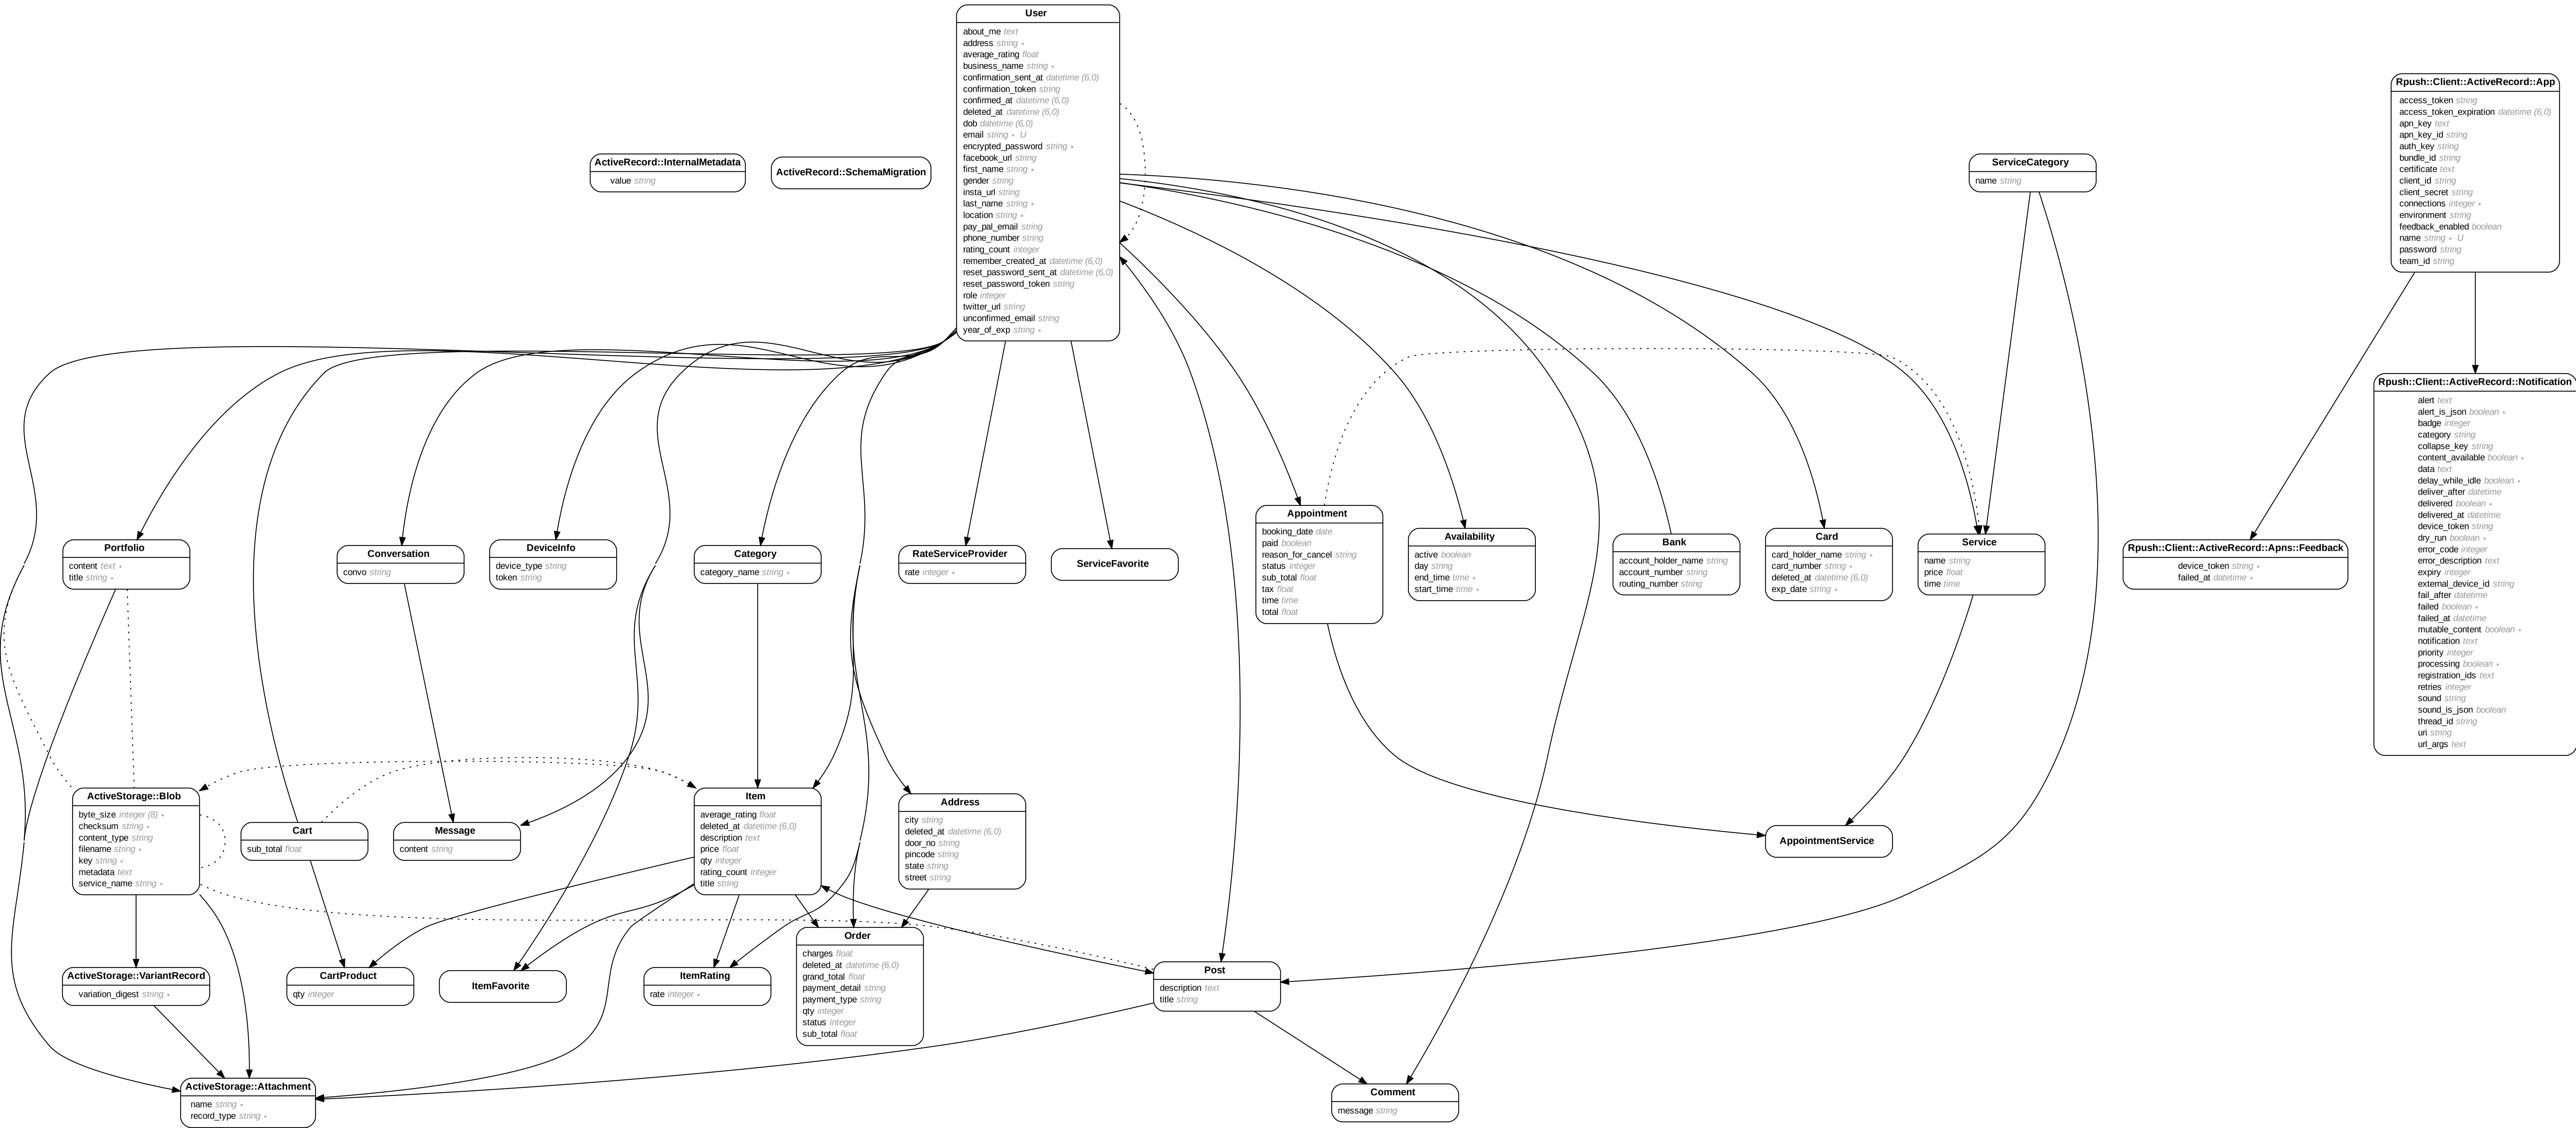 User
about_me text
address string *
average_rating float
business_name string *
confirmation_sent_at datetime (6,0)
confirmation_token string
confirmed_at datetime (6,0)
deleted_at datetime (6,0)
dob datetime (6,0)
email string * U
encrypted_password string *
facebook_url string
first_name string *
gender string
insta_url string
last_name string *
location string *
pay_pal_email string
phone_number string
rating_count integer
remember_created_at datetime (6,0)
reset_password_sent_at datetime (6,0)
reset_password_token string
role integer
twitter_url string
unconfirmed_email string
year_of_exp string *
ActiveRecord::InternalMetadata
value string
ActiveRecord::SchemaMigration
ServiceCategory
name string
Rpush::Client::ActiveRecord::App
access_token string
access_token_expiration datetime (6,0)
apn_key text
apn_key_id string
auth_key string
bundle_id string
certificate text
client_id string
client_secret string
connections integer *
environment string
feedback_enabled boolean
name string * U
password string
team_id string
Rpush::Client::ActiveRecord::Notification
alert text
alert_is_json boolean *
badge integer
category string
collapse_key string
content_available boolean *
data text
delay_while_idle boolean *
deliver_after datetime
delivered boolean *
delivered_at datetime
device_token string
dry_run boolean *
error_code integer
error_description text
expiry integer
external_device_id string
fail_after datetime
failed boolean *
failed_at datetime
mutable_content boolean *
notification text
priority integer
processing boolean *
registration_ids text
retries integer
sound string
sound_is_json boolean
thread_id string
uri string
url_args text
Portfolio
content text *
title string *
Conversation
convo string
DeviceInfo
device_type string
token string
Category
category_name string *
RateServiceProvider
rate integer *
ServiceFavorite
Appointment
booking_date date
paid boolean
reason_for_cancel string
status integer
sub_total float
tax float
time time
total float
Availability
active boolean
day string
end_time time *
start_time time *
Bank
account_holder_name string
account_number string
routing_number string
Card
card_holder_name string *
card_number string *
deleted_at datetime (6,0)
exp_date string *
Service
name string
price float
time time
Rpush::Client::ActiveRecord::Apns::Feedback
device_token string *
failed_at datetime *
ActiveStorage::Blob
byte_size integer (8) *
checksum string *
content_type string
filename string *
key string *
metadata text
service_name string *
Cart
sub_total float
Message
content string
Item
average_rating float
deleted_at datetime (6,0)
description text
price float
qty integer
rating_count integer
title string
Address
city string
deleted_at datetime (6,0)
door_no string
pincode string
state string
street string
AppointmentService
ActiveStorage::VariantRecord
variation_digest string *
CartProduct
qty integer
ItemFavorite
ItemRating
rate integer *
Order
charges float
deleted_at datetime (6,0)
grand_total float
payment_detail string
payment_type string
qty integer
status integer
sub_total float
Post
description text
title string
ActiveStorage::Attachment
name string *
record_type string *
Comment
message string